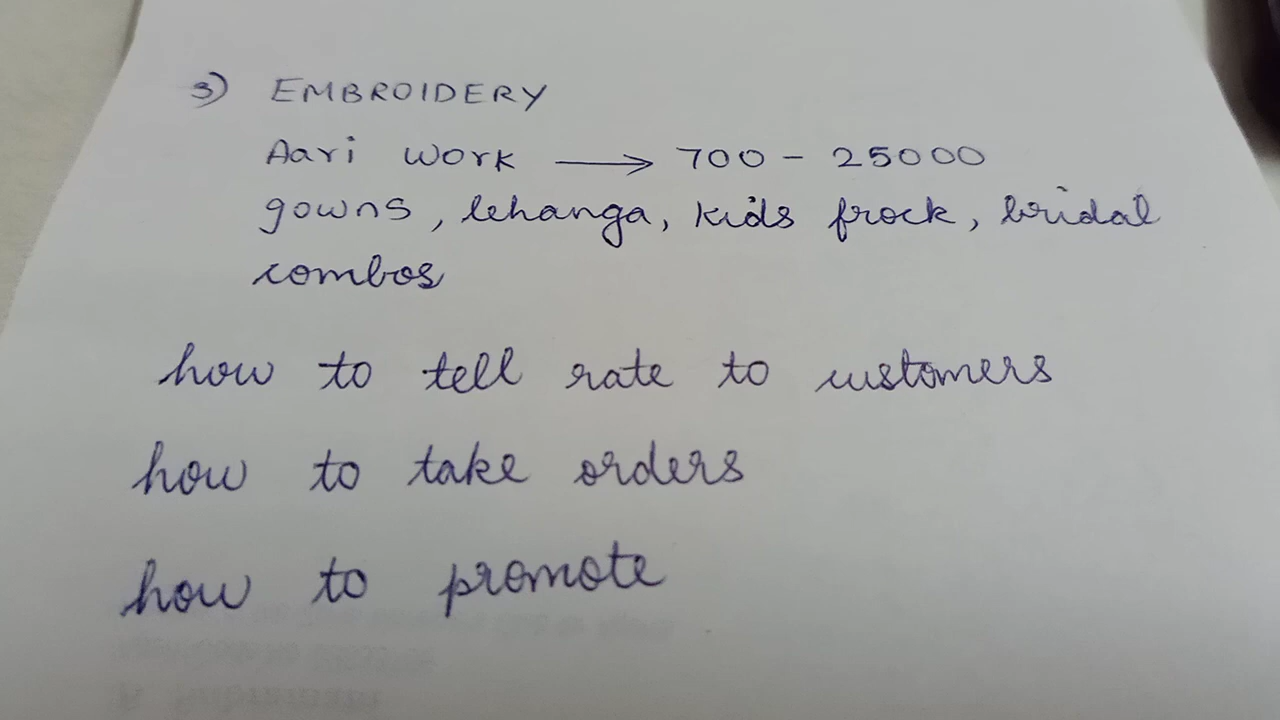 3) EMBROIDERY
Aari work → 700 - 25000
gowns, lehanga, kids frock, bridal
combos
how to tell rate to customers
how to take orders
how to promote